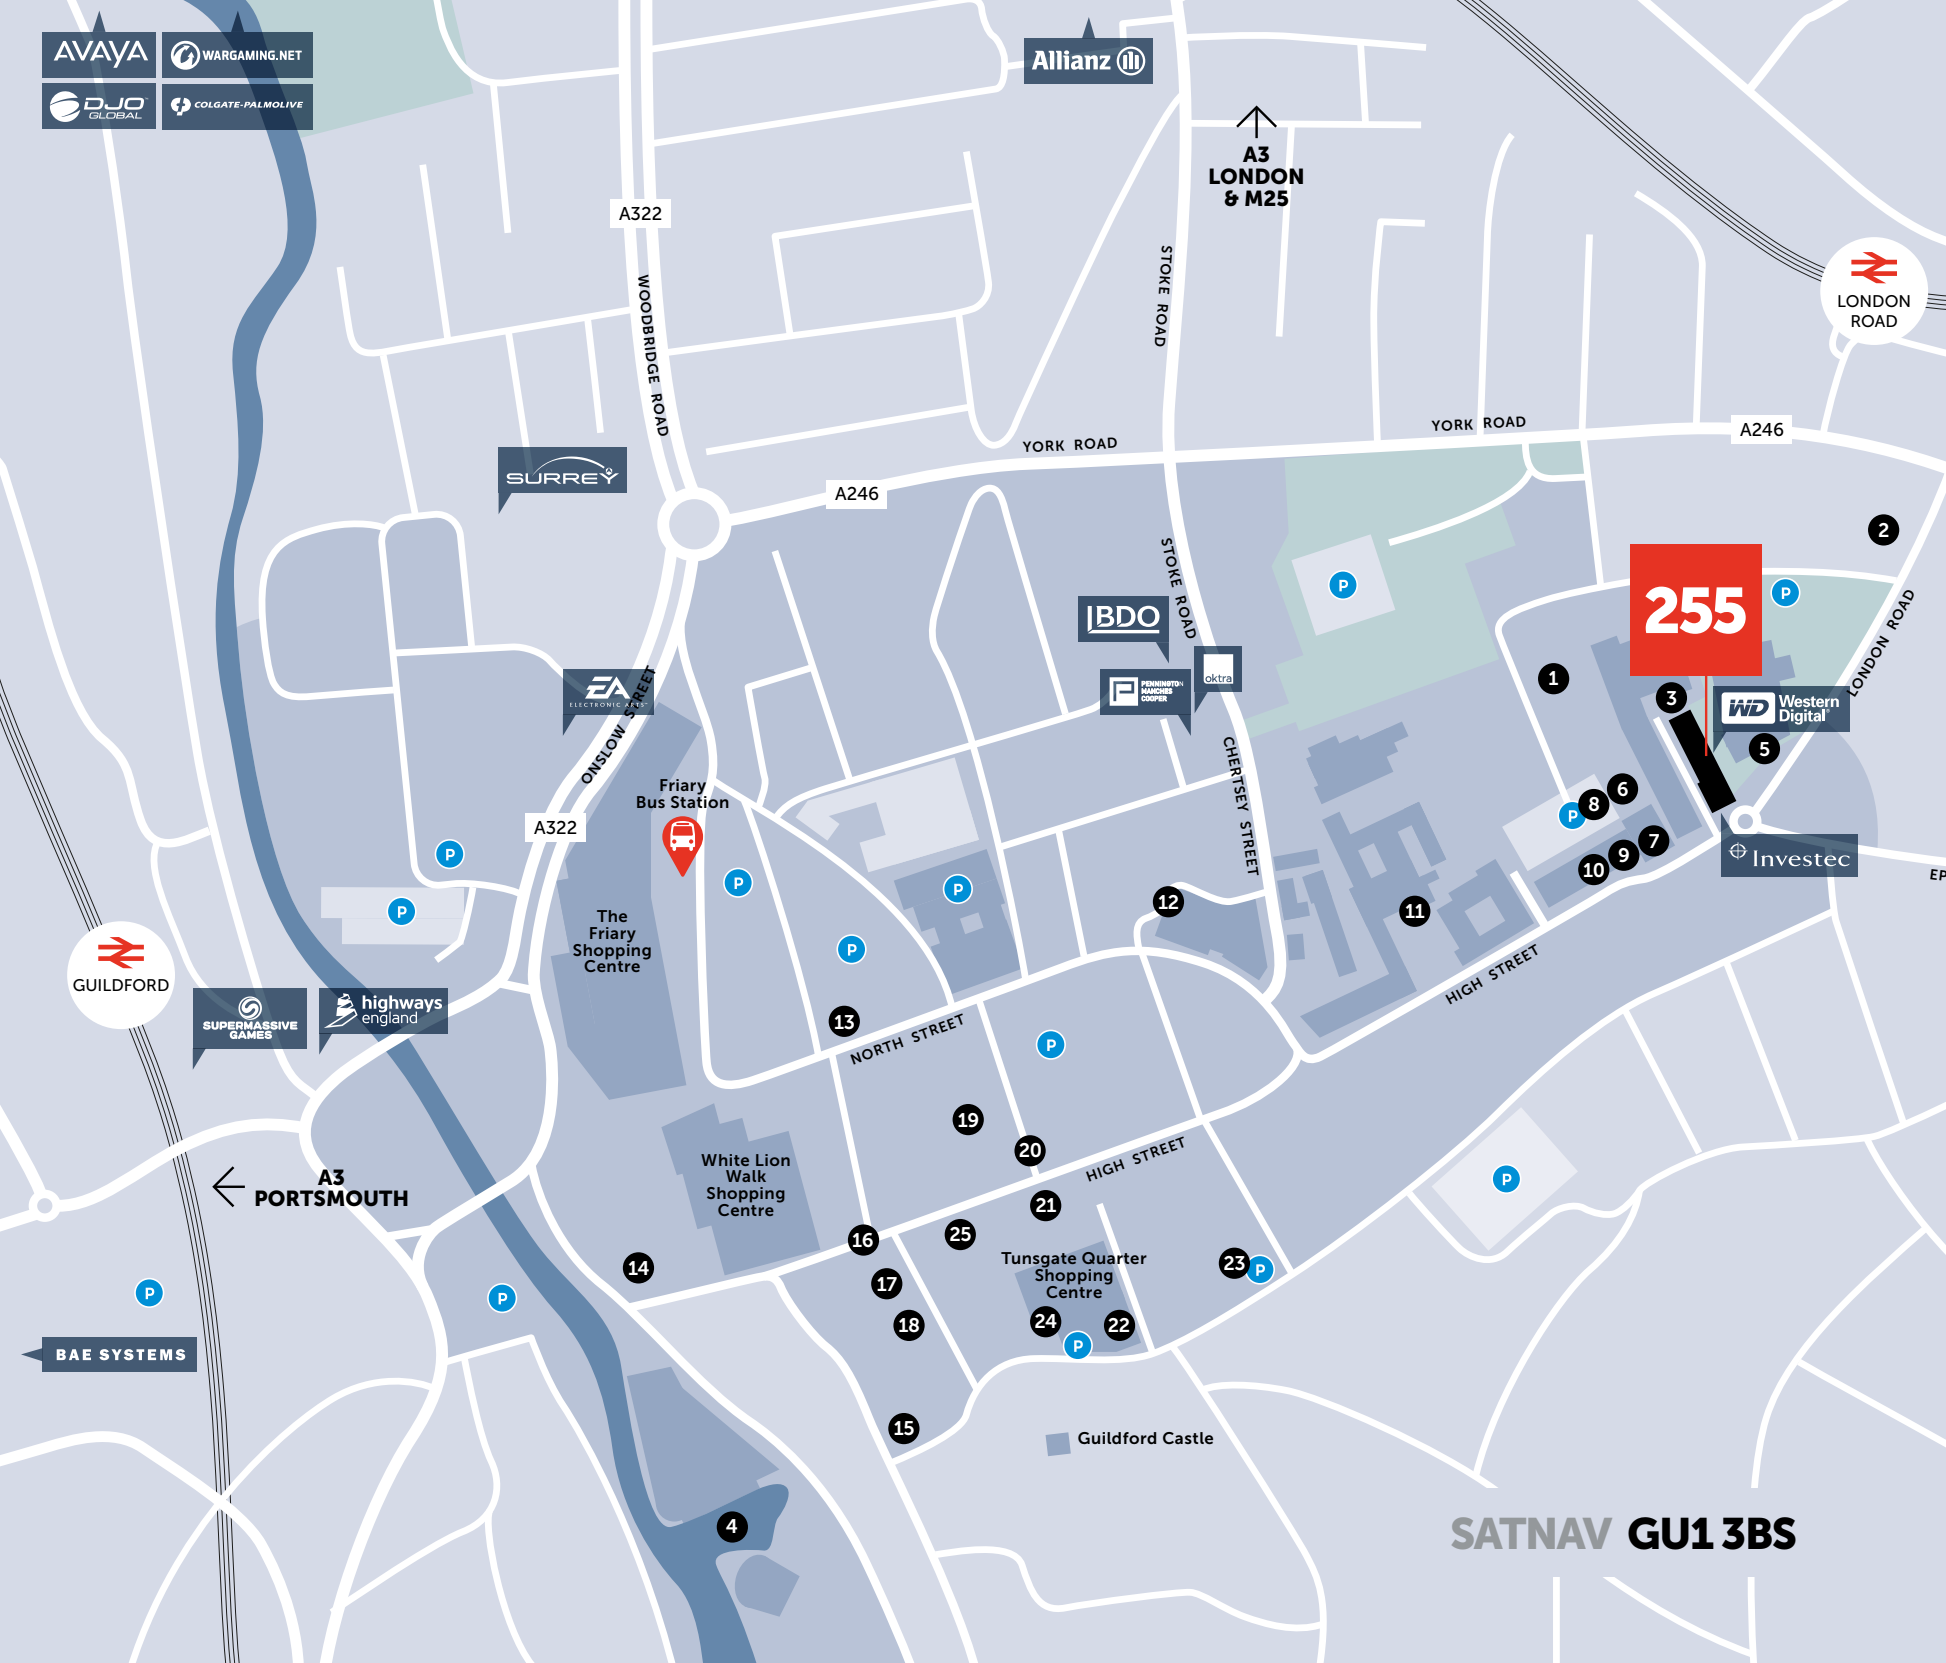 AVAYA
WARGAMING.NET
DJO
GLOBAL
COLGATE-PALMOLIVE
Allianz
A3
LONDON
& M25
A322
WOODBRIDGE ROAD
STOKE ROAD
LONDON
ROAD
YORK ROAD
YORK ROAD
A246
A246
SURREY
2
STOKE ROAD
P
P
255
IBDO
PENNINGTON
MANCHES
COOPER
oktra
EA
ELECTRONIC ARTS
ONSLOW STREET
LONDON ROAD
1
3
WD Western
Digital
5
CHERTSEY STREET
Friary
Bus Station
A322
6
8
P
7
9
10
Investec
EP
P
P
P
P
P
The
Friary
Shopping
Centre
12
11
HIGH STREET
GUILDFORD
SUPERMASSIVE
GAMES
highways
england
13
NORTH STREET
P
19
20
HIGH STREET
A3
PORTSMOUTH
White Lion
Walk
Shopping
Centre
P
21
25
16
14
17
18
Tunsgate Quarter
Shopping
Centre
23
P
24
22
P
P
P
BAE SYSTEMS
15
Guildford Castle
4
SATNAV GU1 3BS